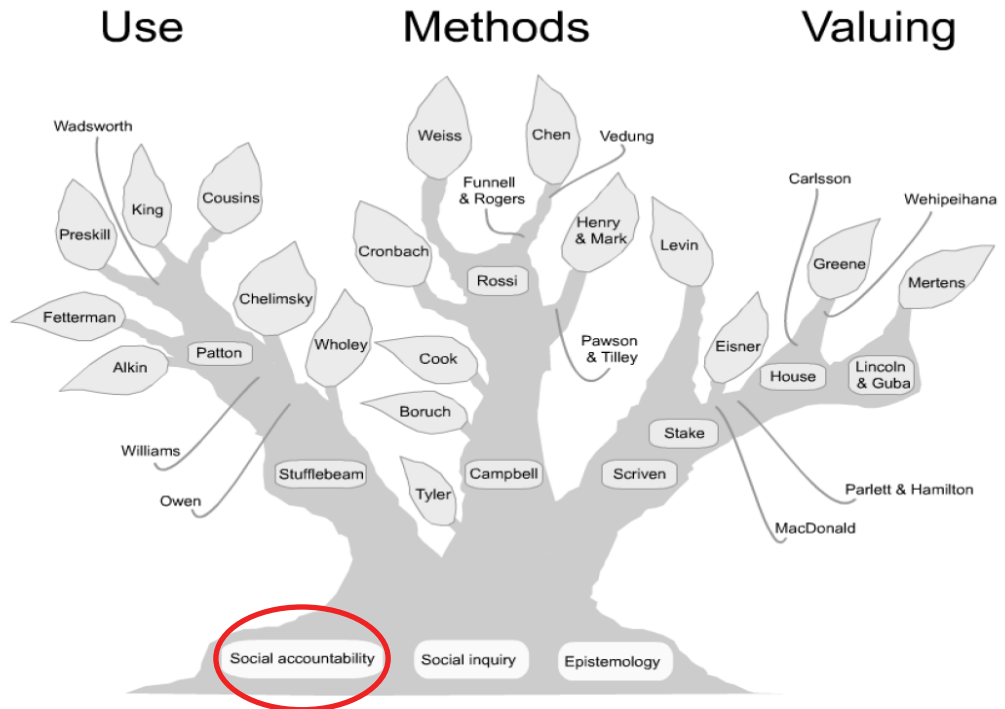 Use
Methods
Valuing
Wadsworth
Preskill
King
Cousins
Fetterman
Alkin
Patton
Chelimsky
Wholey
Williams
Owen
Stufflebeam
Weiss
Chen
Vedung
Funnell
& Rogers
Cronbach
Rossi
Henry
& Mark
Pawson
& Tilley
Cook
Boruch
Tyler
Campbell
Levin
Carlsson
Wehipeihana
Greene
Mertens
Eisner
House
Lincoln
& Guba
Stake
Scriven
Parlett & Hamilton
MacDonald
Social accountability
Social inquiry
Epistemology